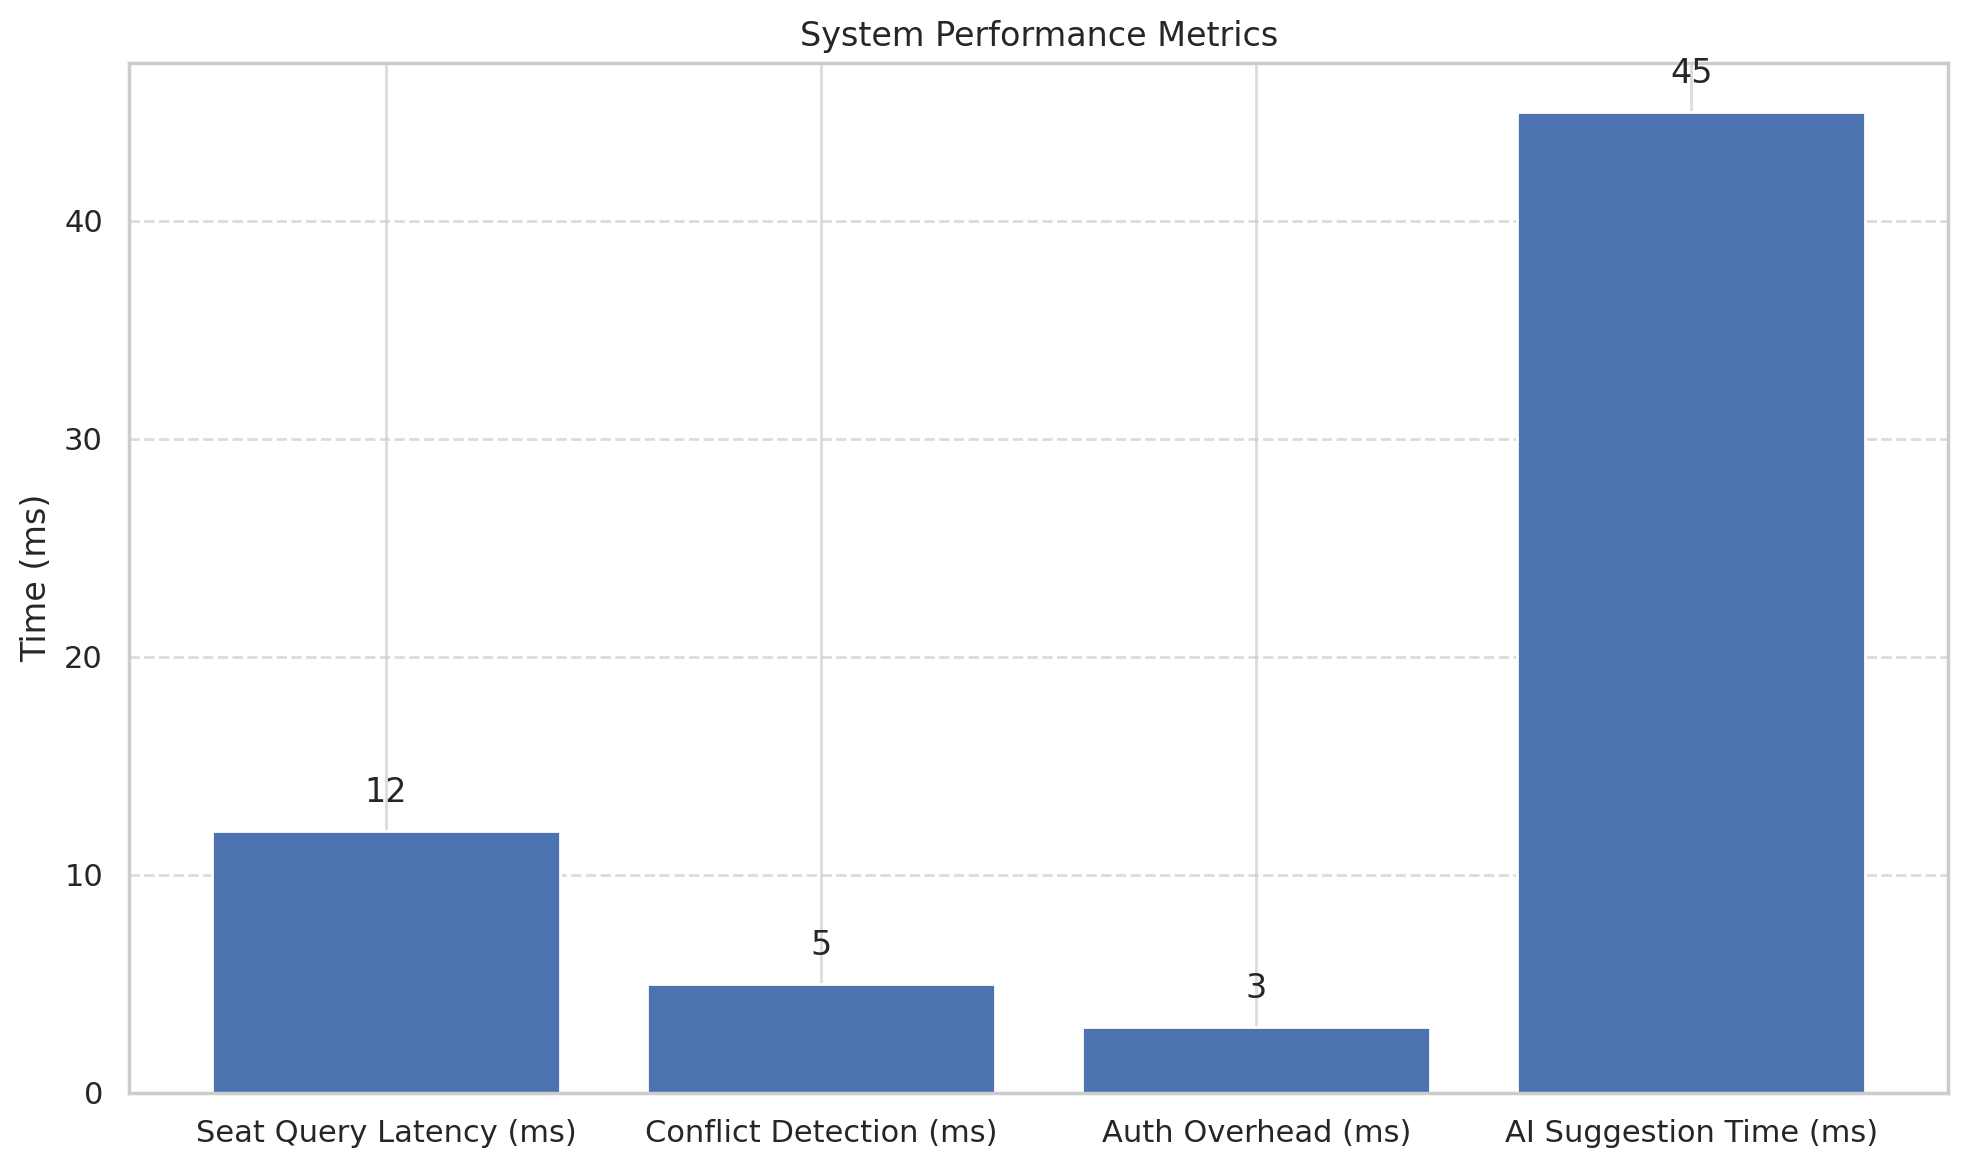 System Performance Metrics
45
40
30
Time (ms)
20
12
10
5
3
0
Seat Query Latency (ms)
Conflict Detection (ms)
Auth Overhead (ms)
AI Suggestion Time (ms)